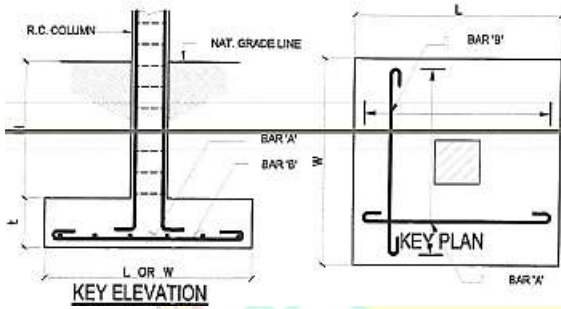 R.C. COLUMN
NAT. GRADE LINE
BAR 'A'
BAR 'B'
t
L OR W
KEY ELEVATION
L
BAR 'B'
W
KEY PLAN
BAR 'A'